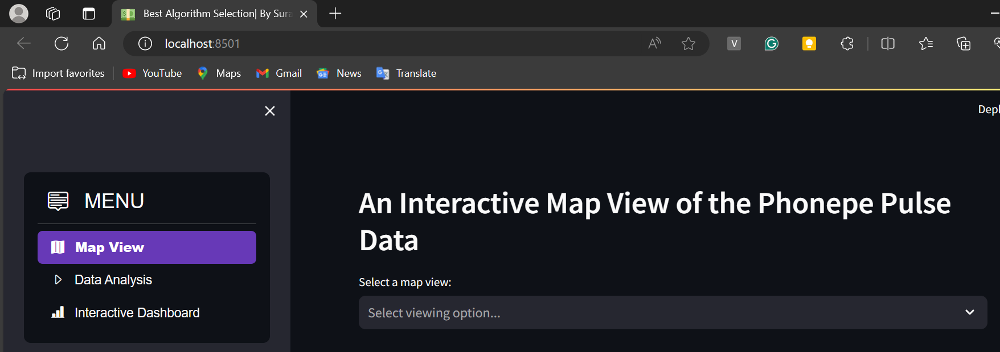 Best Algorithm Selection| By Sura
localhost:8501
Import favorites
YouTube
Maps
Gmail
News
Translate
Depl
MENU
Map View
Data Analysis
Interactive Dashboard
An Interactive Map View of the Phonepe Pulse
Data
Select a map view:
Select viewing option...